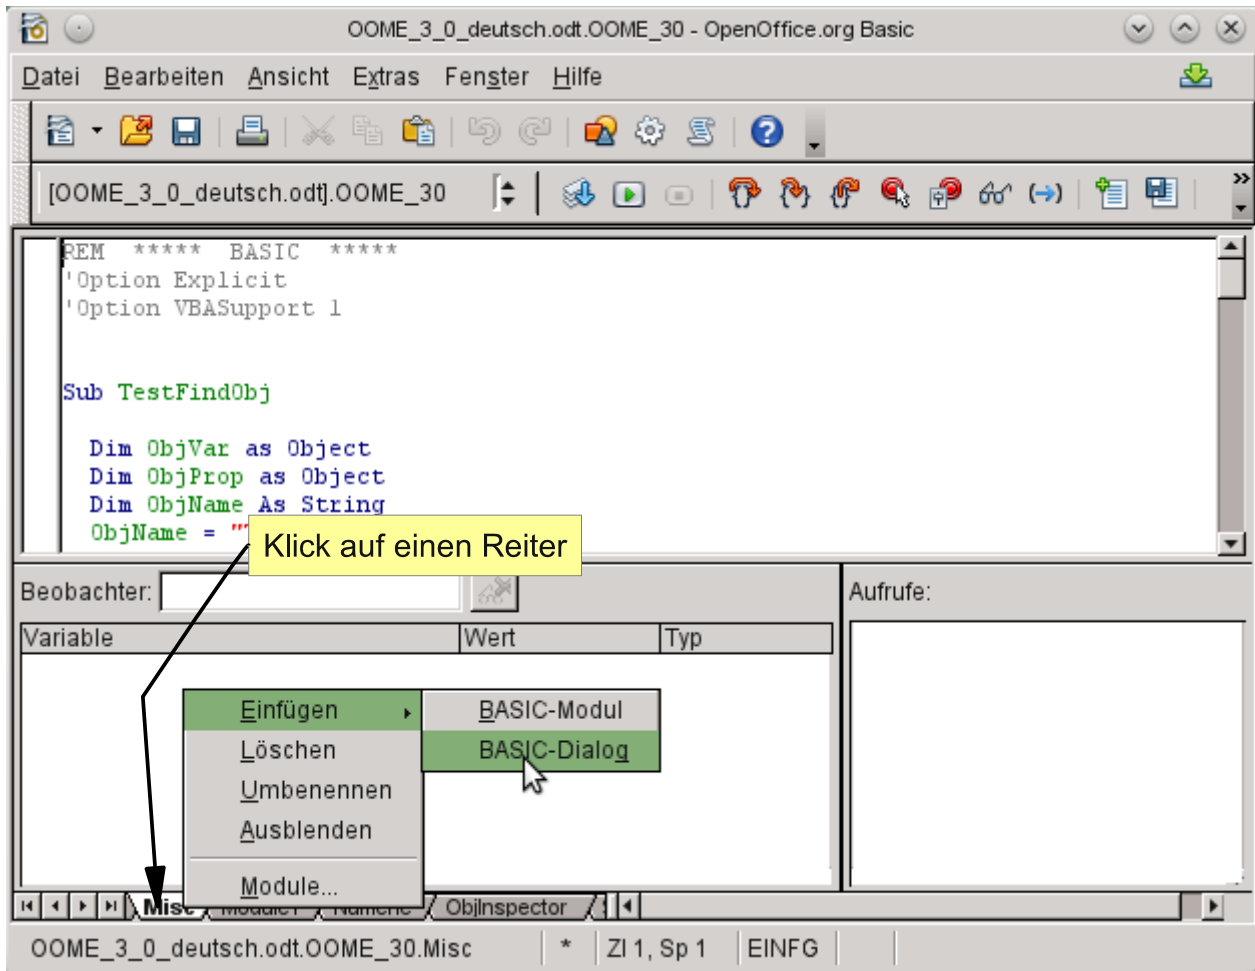 OOME_3_0_deutsch.odt.OOME_30 - OpenOffice.org Basic
Datei Bearbeiten Ansicht Extras Fenster Hilfe
[OOME_3_0_deutsch.odt].OOME_30
REM ***** BASIC *****
'Option Explicit
'Option VBASupport 1
Sub TestFindObj
Dim ObjVar as Object
Dim ObjProp as Object
Dim ObjName As String
ObjName = "
Klick auf einen Reiter
Beobachter:
Aufrufe:
Variable Wert Typ
Einfügen BASIC-Modul
Löschen BASIC-Dialog
Umbenennen
Ausblenden
Module...
Misc ObjInspector
OOME_3_0_deutsch.odt.OOME_30.Misc * Zl 1, Sp 1 EINFG